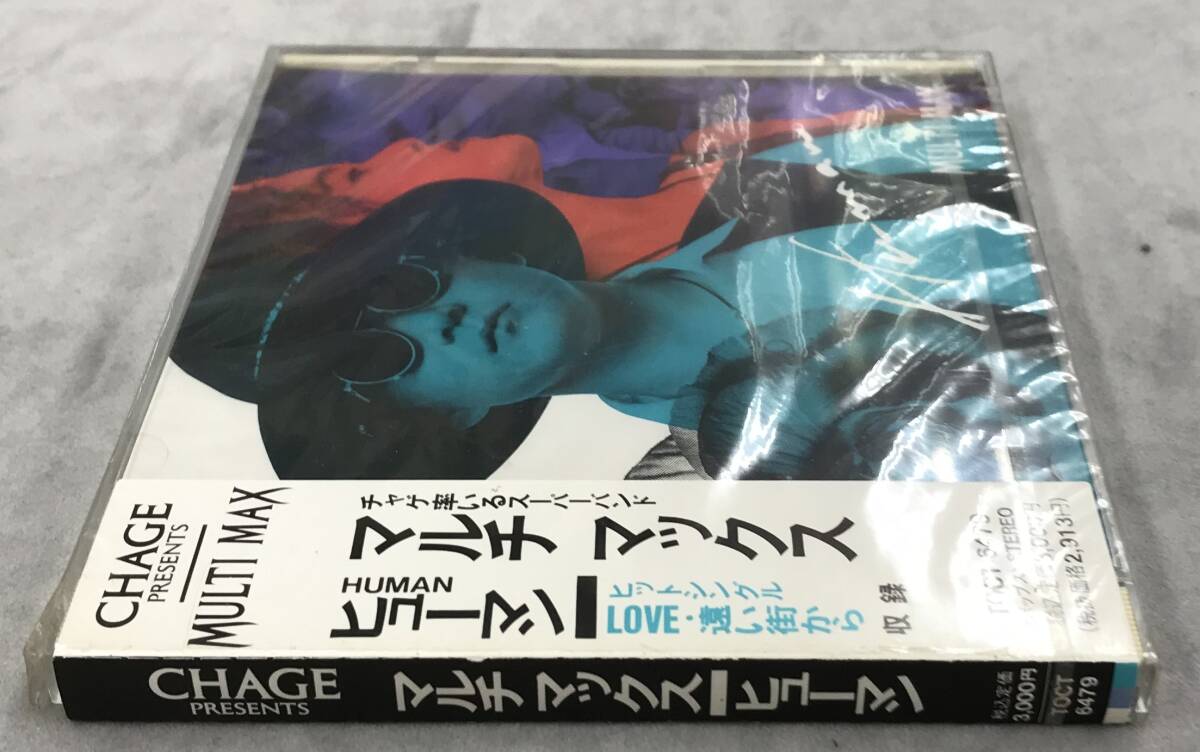 Human
MULTI MAX
CHAGE
PRESENTS
MULTI MAX
チャゲ率いるスーパーバンド
マルチ マックス
HUMAN
ヒューマン
ヒットシングル
LOVE・遠い街から
収録
TOCT-6479
STEREO
(税抜価格2,913円)
CHAGE
PRESENTS
マルチ マックス ヒューマン
税込定価
3,000円
TOCT
6479